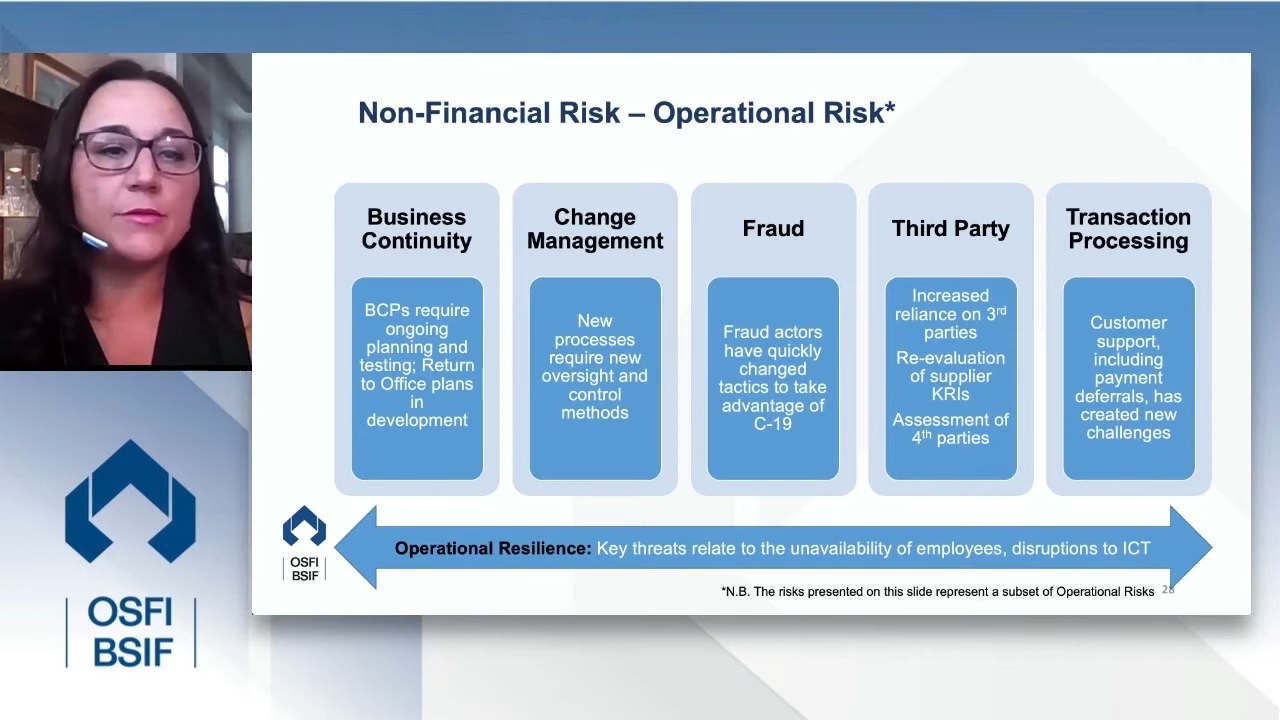 Non-Financial Risk – Operational Risk*
Business
Continuity
BCPs require
ongoing
planning and
testing; Return
to Office plans
in
development
Change
Management
New
processes
require new
oversight and
control
methods
Fraud
Fraud actors
have quickly
changed
tactics to take
advantage of
C-19
Third Party
Increased
reliance on 3rd
parties
Re-evaluation
of supplier
KRIs
Assessment of
4th parties
Transaction
Processing
Customer
support,
including
payment
deferrals, has
created new
challenges
Operational Resilience: Key threats relate to the unavailability of employees, disruptions to ICT
OSFI
BSIF
*N.B. The risks presented on this slide represent a subset of Operational Risks
OSFI
BSIF